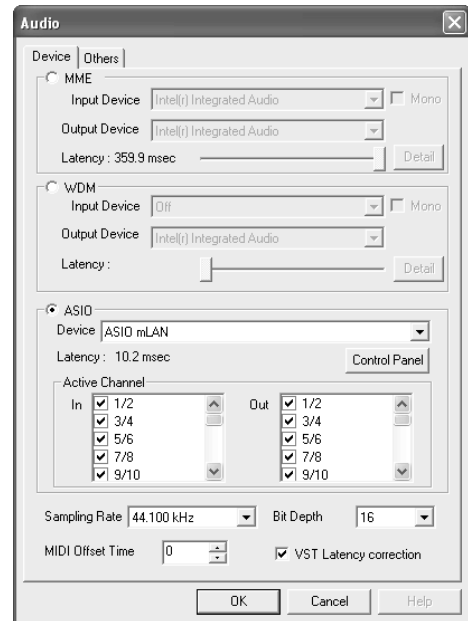 Audio
Device Others
MME
Input Device Intel(r) Integrated Audio Mono
Output Device Intel(r) Integrated Audio
Latency : 359.9 msec Detail
WDM
Input Device Off Mono
Output Device Intel(r) Integrated Audio
Latency : Detail
ASIO
Device ASIO mLAN
Latency : 10.2 msec Control Panel
Active Channel
In 1/2 Out 1/2
3/4 3/4
5/6 5/6
7/8 7/8
9/10 9/10
Sampling Rate 44.100 kHz Bit Depth 16
MIDI Offset Time 0 VST Latency correction
OK Cancel Help